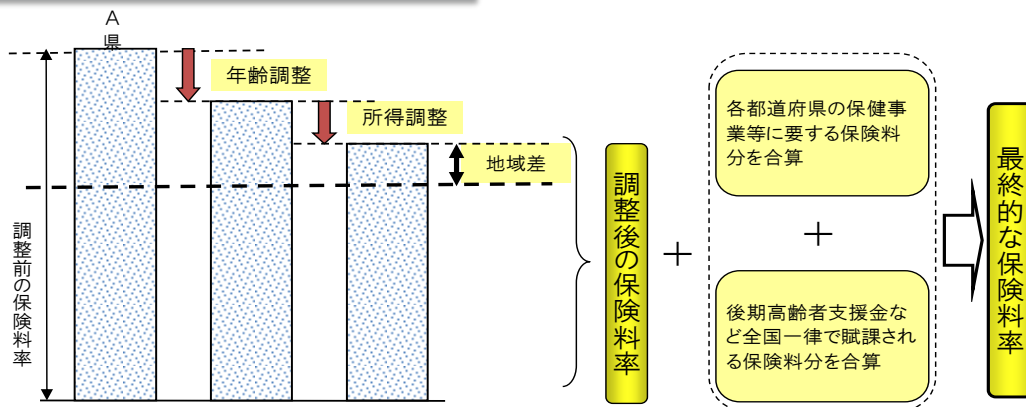 A
県
年齢調整
所得調整
地域差
調整前の保険料率
調整後の保険料率
＋
各都道府県の保健事
業等に要する保険料
分を合算
＋
後期高齢者支援金な
ど全国一律で賦課され
る保険料分を合算
最終的な保険料率